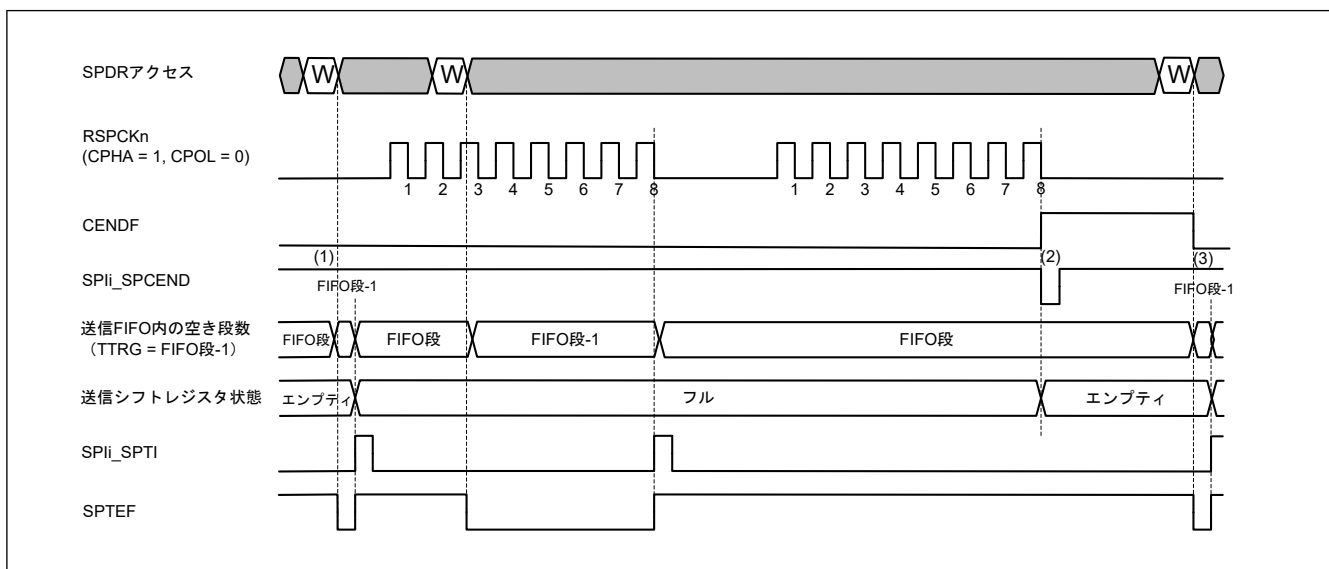 SPDRアクセス
W W W
RSPCKn
(CPHA = 1, CPOL = 0)
1 2 3 4 5 6 7 8 1 2 3 4 5 6 7 8
CENDF
(1) (2) (3)
SPIi_SPCEND
FIFO段-1 FIFO段-1
送信FIFO内の空き段数
（TTRG = FIFO段-1）
FIFO段 FIFO段 FIFO段-1 FIFO段
送信シフトレジスタ状態 エンプティ フル エンプティ
SPIi_SPTI
SPTEF